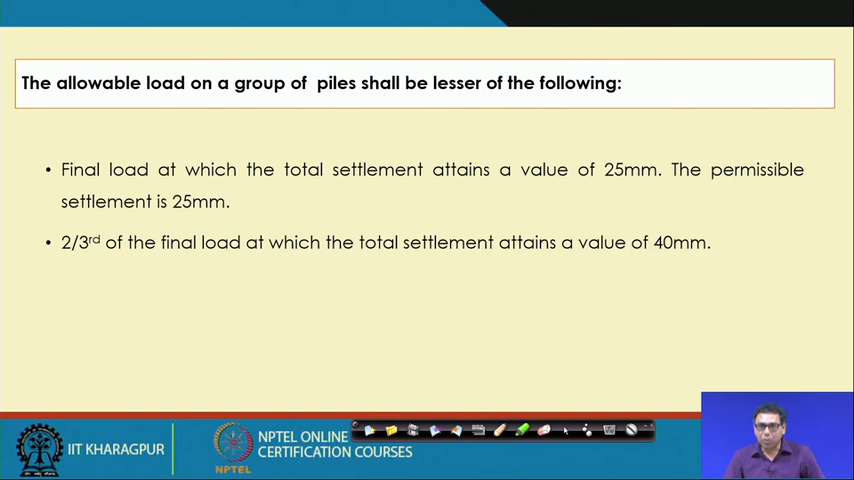 The allowable load on a group of piles shall be lesser of the following:
• Final load at which the total settlement attains a value of 25mm. The permissible
settlement is 25mm.
• 2/3rd of the final load at which the total settlement attains a value of 40mm.
IIT KHARAGPUR
NPTEL
NPTEL ONLINE
CERTIFICATION COURSES